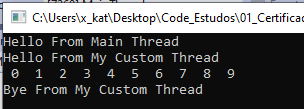 C:\Users\x_kat\Desktop\Code_Estudos\01_Certificac
Hello From Main Thread
Hello From My Custom Thread
0 1 2 3 4 5 6 7 8 9
Bye From My Custom Thread